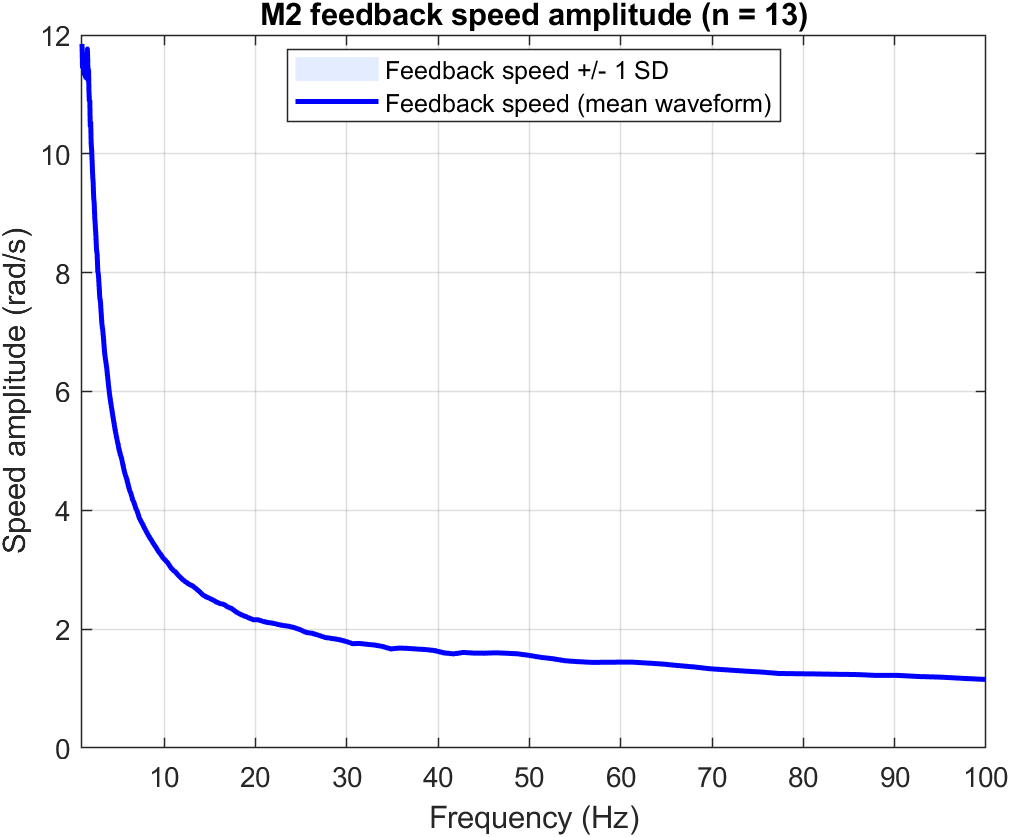 M2 feedback speed amplitude (n = 13)
Feedback speed +/- 1 SD
Feedback speed (mean waveform)
Speed amplitude (rad/s)
12
10
8
6
4
2
0
10 20 30 40 50 60 70 80 90 100
Frequency (Hz)